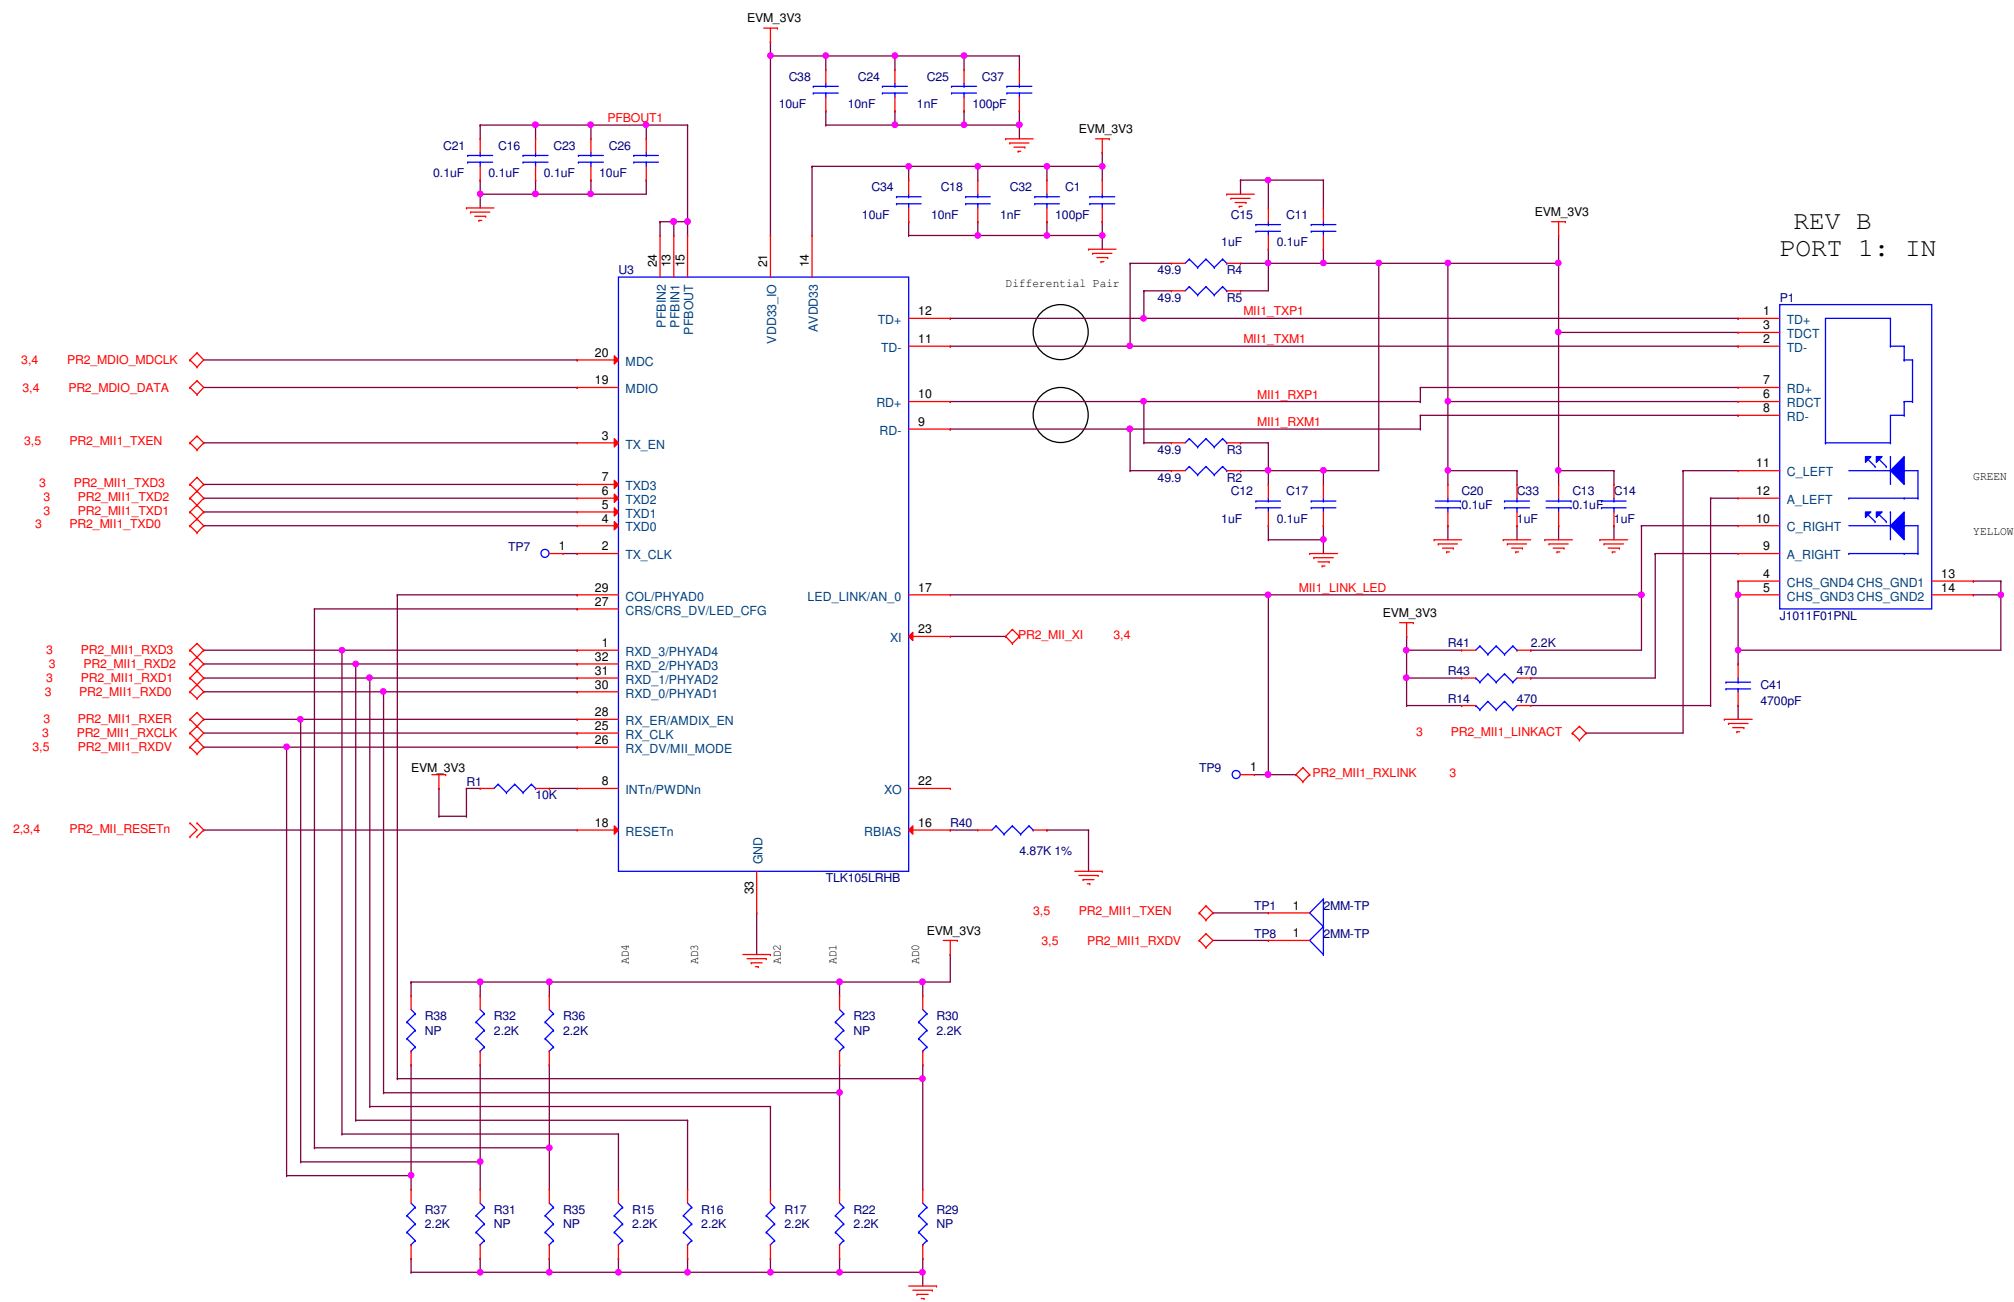 EVM_3V3
C38 C24 C25 C37
10uF 10nF 1nF 100pF
PFBOUT1
EVM_3V3
C21 C16 C23 C26
0.1uF 0.1uF 0.1uF 10uF
C34 C18 C32 C1
10uF 10nF 1nF 100pF
C15 C11
1uF 0.1uF
EVM_3V3
REV B
PORT 1: IN
24 13 15 21 14
U3
PFBIN2 PFBIN1 PFBOUT VDD33_IO AVDD33
Differential Pair
49.9 R4
49.9 R5
P1
TD+ 12 MII1_TXP1 1 TD+
3 TDCT
TD- 11 MII1_TXM1 2 TD-
3,4 PR2_MDIO_MDCLK 20 MDC
3,4 PR2_MDIO_DATA 19 MDIO
RD+ 10 MII1_RXP1 7 RD+
6 RDCT
RD- 9 MII1_RXM1 8 RD-
3,5 PR2_MII1_TXEN 3 TX_EN
49.9 R3
49.9 R2
11 C_LEFT
GREEN
3 PR2_MII1_TXD3 7 TXD3
3 PR2_MII1_TXD2 6 TXD2
3 PR2_MII1_TXD1 5 TXD1
3 PR2_MII1_TXD0 4 TXD0
C12 C17 C20 C33 C13 C14
1uF 0.1uF 0.1uF 1uF 0.1uF 1uF
12 A_LEFT
10 C_RIGHT
YELLOW
TP7 1 2 TX_CLK
9 A_RIGHT
29 COL/PHYAD0
27 CRS/CRS_DV/LED_CFG
LED_LINK/AN_0 17 MII1_LINK_LED
4 CHS_GND4 CHS_GND1 13
5 CHS_GND3 CHS_GND2 14
J1011F01PNL
EVM_3V3
XI 23 PR2_MII_XI 3,4
3 PR2_MII1_RXD3 1 RXD_3/PHYAD4
3 PR2_MII1_RXD2 32 RXD_2/PHYAD3
3 PR2_MII1_RXD1 31 RXD_1/PHYAD2
3 PR2_MII1_RXD0 30 RXD_0/PHYAD1
R41 2.2K
R43 470
R14 470
C41
4700pF
3 PR2_MII1_RXER 28 RX_ER/AMDIX_EN
3 PR2_MII1_RXCLK 25 RX_CLK
3,5 PR2_MII1_RXDV 26 RX_DV/MII_MODE
3 PR2_MII1_LINKACT
TP9 1 PR2_MII1_RXLINK 3
EVM_3V3
R1 10K 8 INTn/PWDNn
XO 22
2,3,4 PR2_MII_RESETn 18 RESETn
RBIAS 16 R40
4.87K 1%
GND
33
TLK105LRHB
3,5 PR2_MII1_TXEN TP1 1 2MM-TP
3,5 PR2_MII1_RXDV TP8 1 2MM-TP
EVM_3V3
AD4 AD3 AD2 AD1 AD0
R38 R32 R36 R23 R30
NP 2.2K 2.2K NP 2.2K
R37 R31 R35 R15 R16 R17 R22 R29
2.2K NP NP 2.2K 2.2K 2.2K 2.2K NP